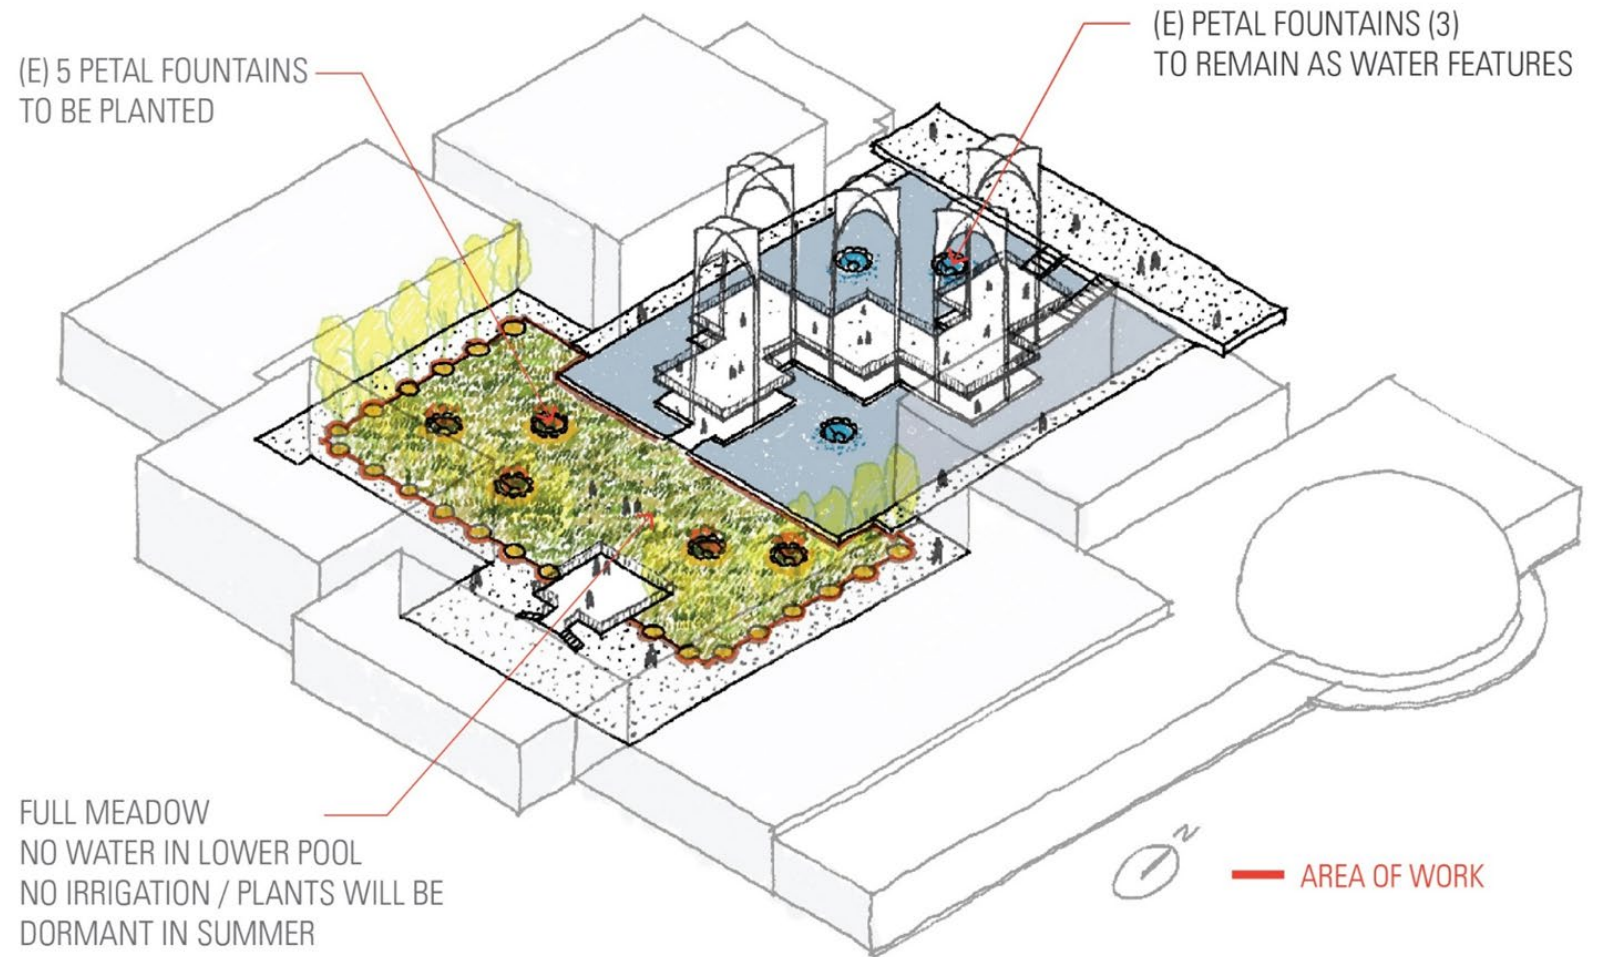 (E) 5 PETAL FOUNTAINS
TO BE PLANTED
(E) PETAL FOUNTAINS (3)
TO REMAIN AS WATER FEATURES
FULL MEADOW
NO WATER IN LOWER POOL
NO IRRIGATION / PLANTS WILL BE
DORMANT IN SUMMER
N
AREA OF WORK